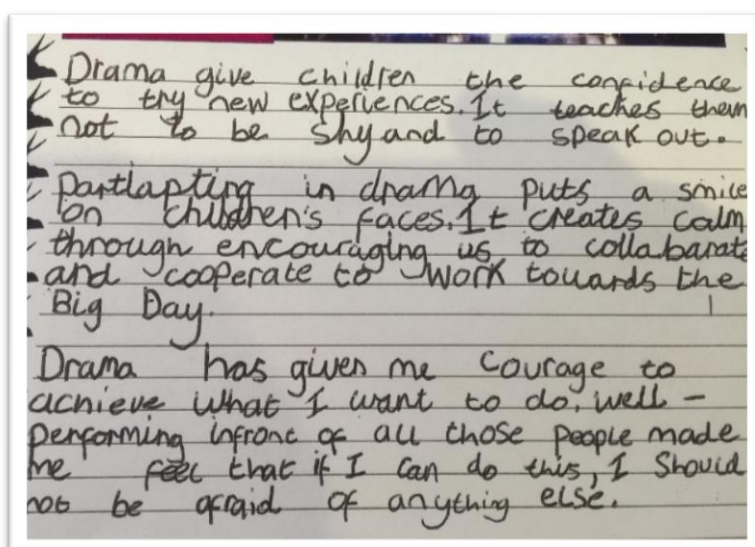 Drama give children the confidence
to try new experiences. It teaches them
not to be shy and to speak out.
Partlapting in drama puts a smile
on children's faces. It creates calm
through encouraging us to collabarate
and cooperate to work towards the
Big Day.
Drama has given me courage to
achieve what I want to do. well -
performing infront of all those people made
me feel that if I can do this, I should
not be afraid of anything else.